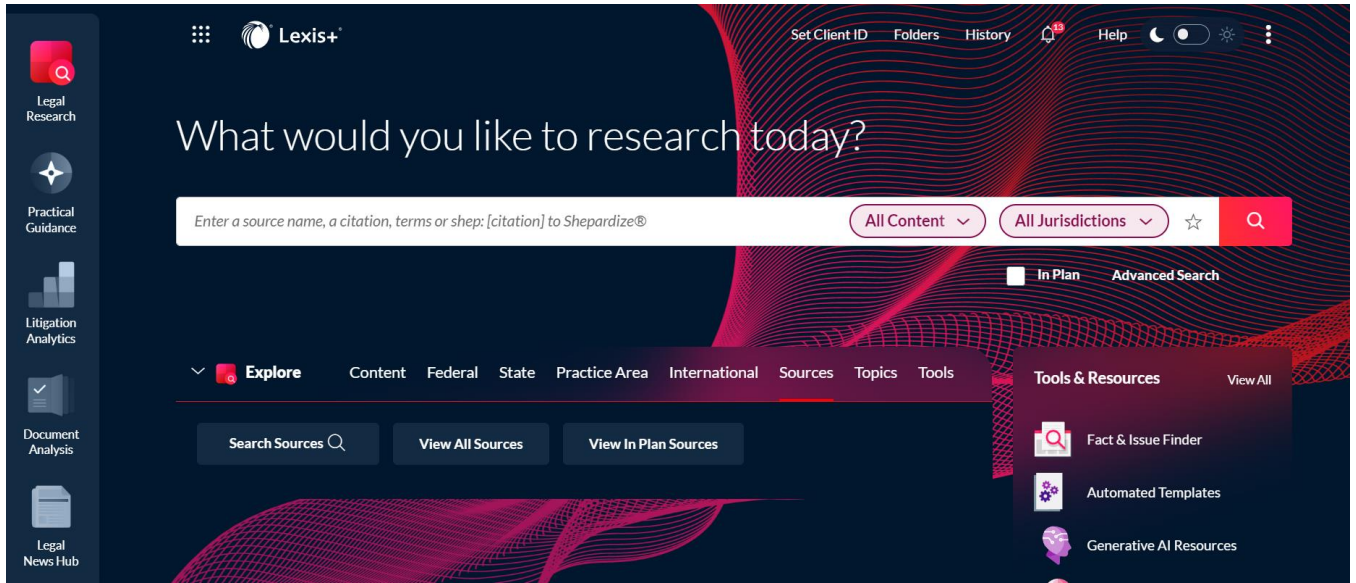 Lexis+
Set Client ID
Folders
History
13
Help
Legal
Research
Practical
Guidance
Litigation
Analytics
Document
Analysis
Legal
News Hub
What would you like to research today?
Enter a source name, a citation, terms or shep: [citation] to Shepardize®
All Content
All Jurisdictions
In Plan
Advanced Search
Explore
Content
Federal
State
Practice Area
International
Sources
Topics
Tools
Search Sources
View All Sources
View In Plan Sources
Tools & Resources
View All
Fact & Issue Finder
Automated Templates
Generative AI Resources